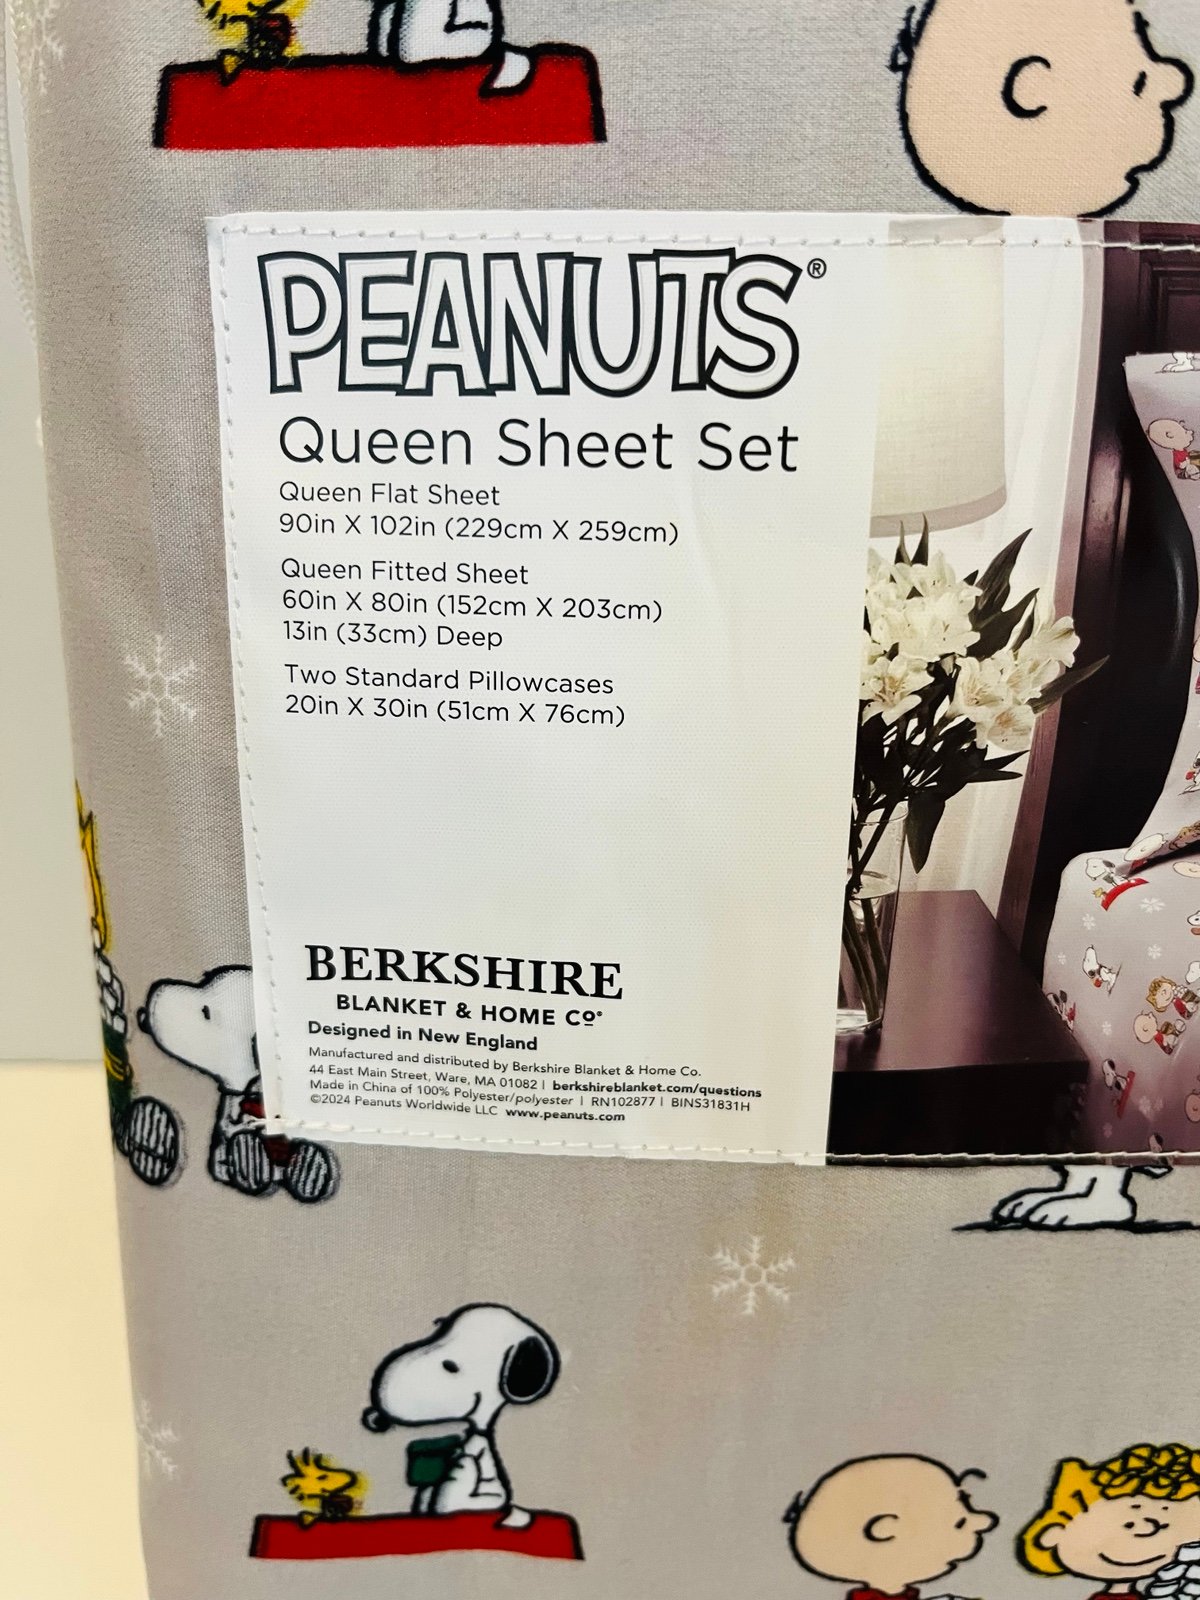 PEANUTS®
Queen Sheet Set
Queen Flat Sheet
90in X 102in (229cm X 259cm)
Queen Fitted Sheet
60in X 80in (152cm X 203cm)
13in (33cm) Deep
Two Standard Pillowcases
20in X 30in (51cm X 76cm)
BERKSHIRE
BLANKET & HOME Cº®
Designed in New England
Manufactured and distributed by Berkshire Blanket & Home Co.
44 East Main Street, Ware, MA 01082 | berkshireblanket.com/questions
Made in China of 100% Polyester/polyester | RN102877 | BINS31831H
©2024 Peanuts Worldwide LLC www.peanuts.com